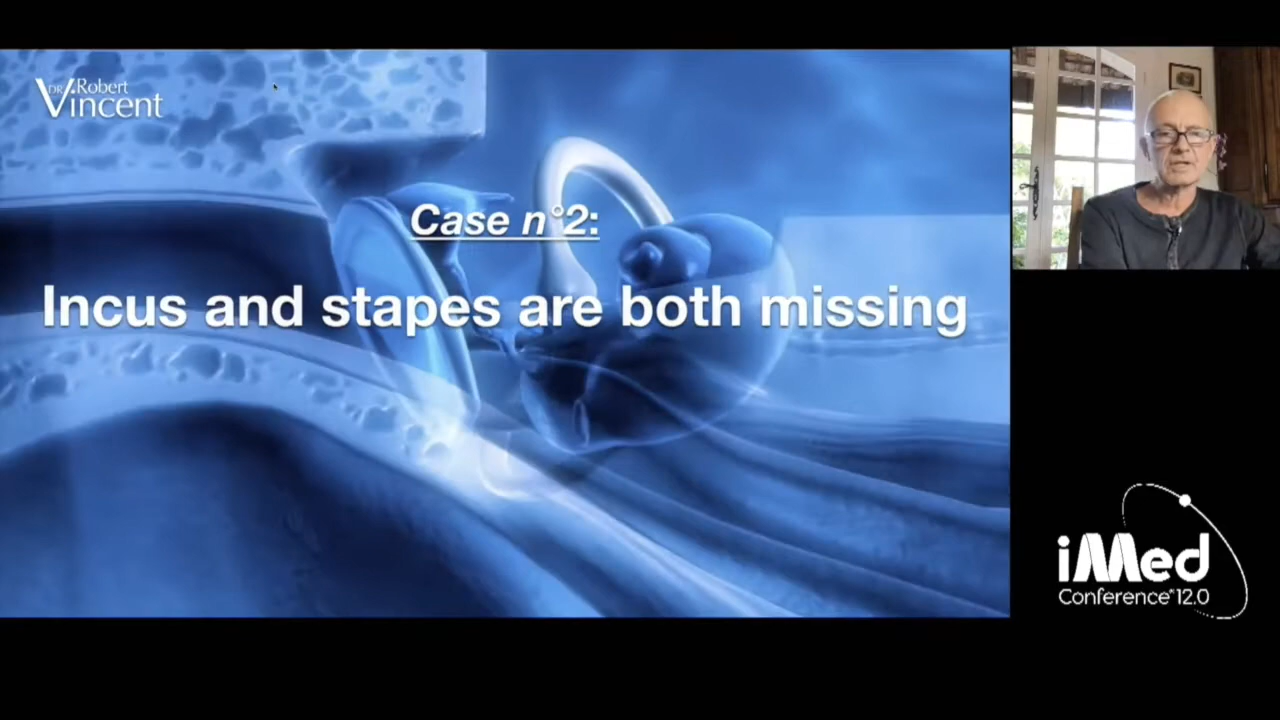 DR Robert
Vincent
Case n°2:
Incus and stapes are both missing
iMed
Conference® 12.0